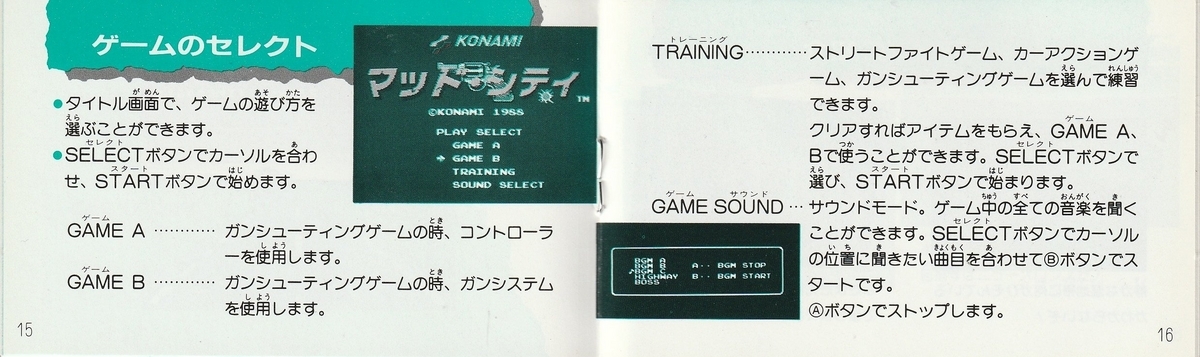 ゲームのセレクト
●タイトル画面で、ゲームの遊び方を
選ぶことができます。
●SELECTボタンでカーソルを合わ
せ、STARTボタンで始めます。
KONAMI
マッド・シティ™
©KONAMI 1988
PLAY SELECT
GAME A
GAME B
TRAINING
SOUND SELECT
GAME A ………… ガンシューティングゲームの時、コントローラ
ーを使用します。
GAME B ………… ガンシューティングゲームの時、ガンシステム
を使用します。
15
TRAINING………… ストリートファイトゲーム、カーアクションゲ
ーム、ガンシューティングゲームを選んで練習
できます。
クリアすればアイテムをもらえ、GAME A、
Bで使うことができます。SELECTボタンで
選び、STARTボタンで始まります。
GAME SOUND… サウンドモード。ゲーム中の全ての音楽を聞く
ことができます。SELECTボタンでカーソル
の位置に聞きたい曲目を合わせてⒷボタンでス
タートです。
Ⓐボタンでストップします。
BGM A
BGM B A‥ BGM STOP
♪BGM C
HIGHWAY B‥ BGM START
BOSS
16